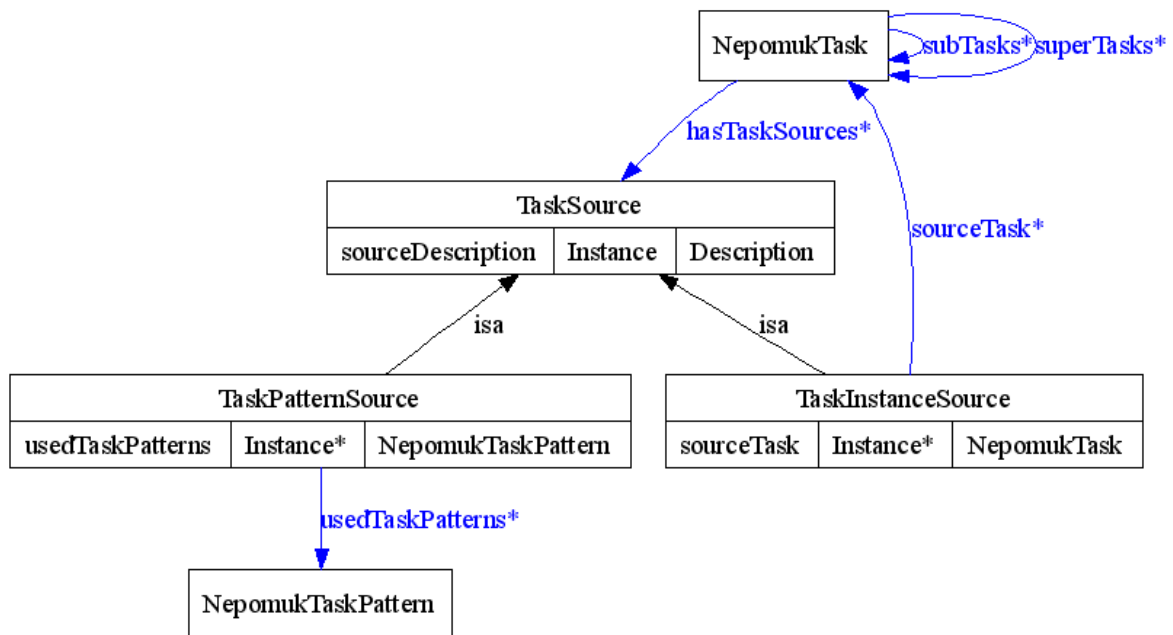 NepomukTask
subTasks* superTasks*
hasTaskSources*
TaskSource
sourceDescription Instance Description
sourceTask*
isa isa
TaskPatternSource
usedTaskPatterns Instance* NepomukTaskPattern
TaskInstanceSource
sourceTask Instance* NepomukTask
usedTaskPatterns*
NepomukTaskPattern